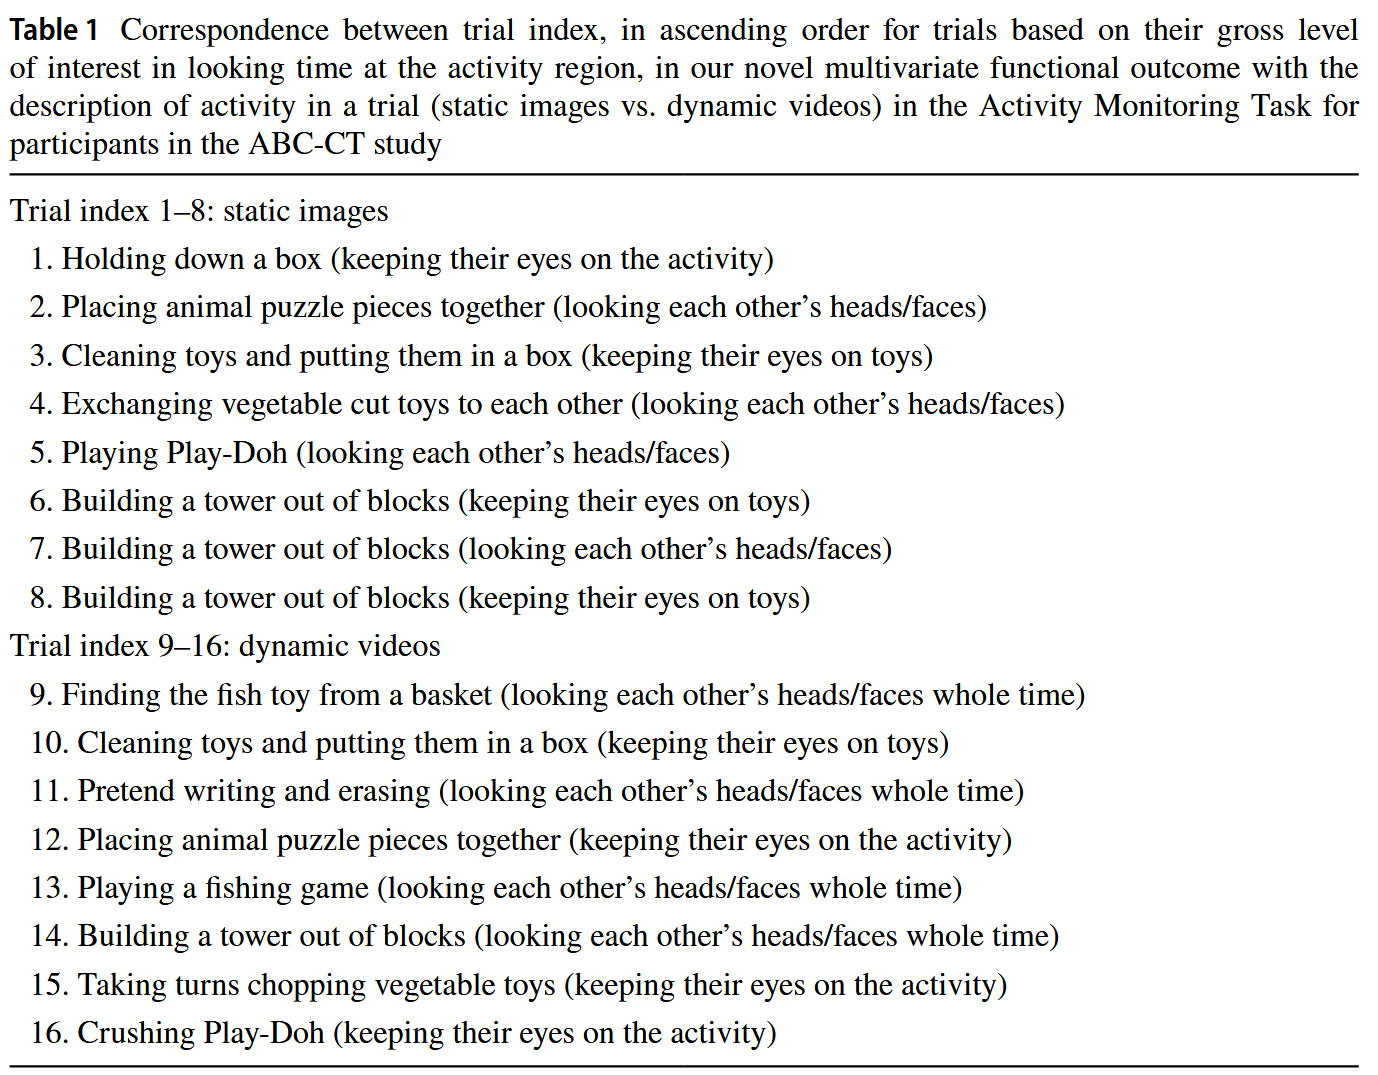 Table 1 Correspondence between trial index, in ascending order for trials based on their gross level
of interest in looking time at the activity region, in our novel multivariate functional outcome with the
description of activity in a trial (static images vs. dynamic videos) in the Activity Monitoring Task for
participants in the ABC-CT study
Trial index 1–8: static images
1. Holding down a box (keeping their eyes on the activity)
2. Placing animal puzzle pieces together (looking each other’s heads/faces)
3. Cleaning toys and putting them in a box (keeping their eyes on toys)
4. Exchanging vegetable cut toys to each other (looking each other’s heads/faces)
5. Playing Play-Doh (looking each other’s heads/faces)
6. Building a tower out of blocks (keeping their eyes on toys)
7. Building a tower out of blocks (looking each other’s heads/faces)
8. Building a tower out of blocks (keeping their eyes on toys)
Trial index 9–16: dynamic videos
9. Finding the fish toy from a basket (looking each other’s heads/faces whole time)
10. Cleaning toys and putting them in a box (keeping their eyes on toys)
11. Pretend writing and erasing (looking each other’s heads/faces whole time)
12. Placing animal puzzle pieces together (keeping their eyes on the activity)
13. Playing a fishing game (looking each other’s heads/faces whole time)
14. Building a tower out of blocks (looking each other’s heads/faces whole time)
15. Taking turns chopping vegetable toys (keeping their eyes on the activity)
16. Crushing Play-Doh (keeping their eyes on the activity)